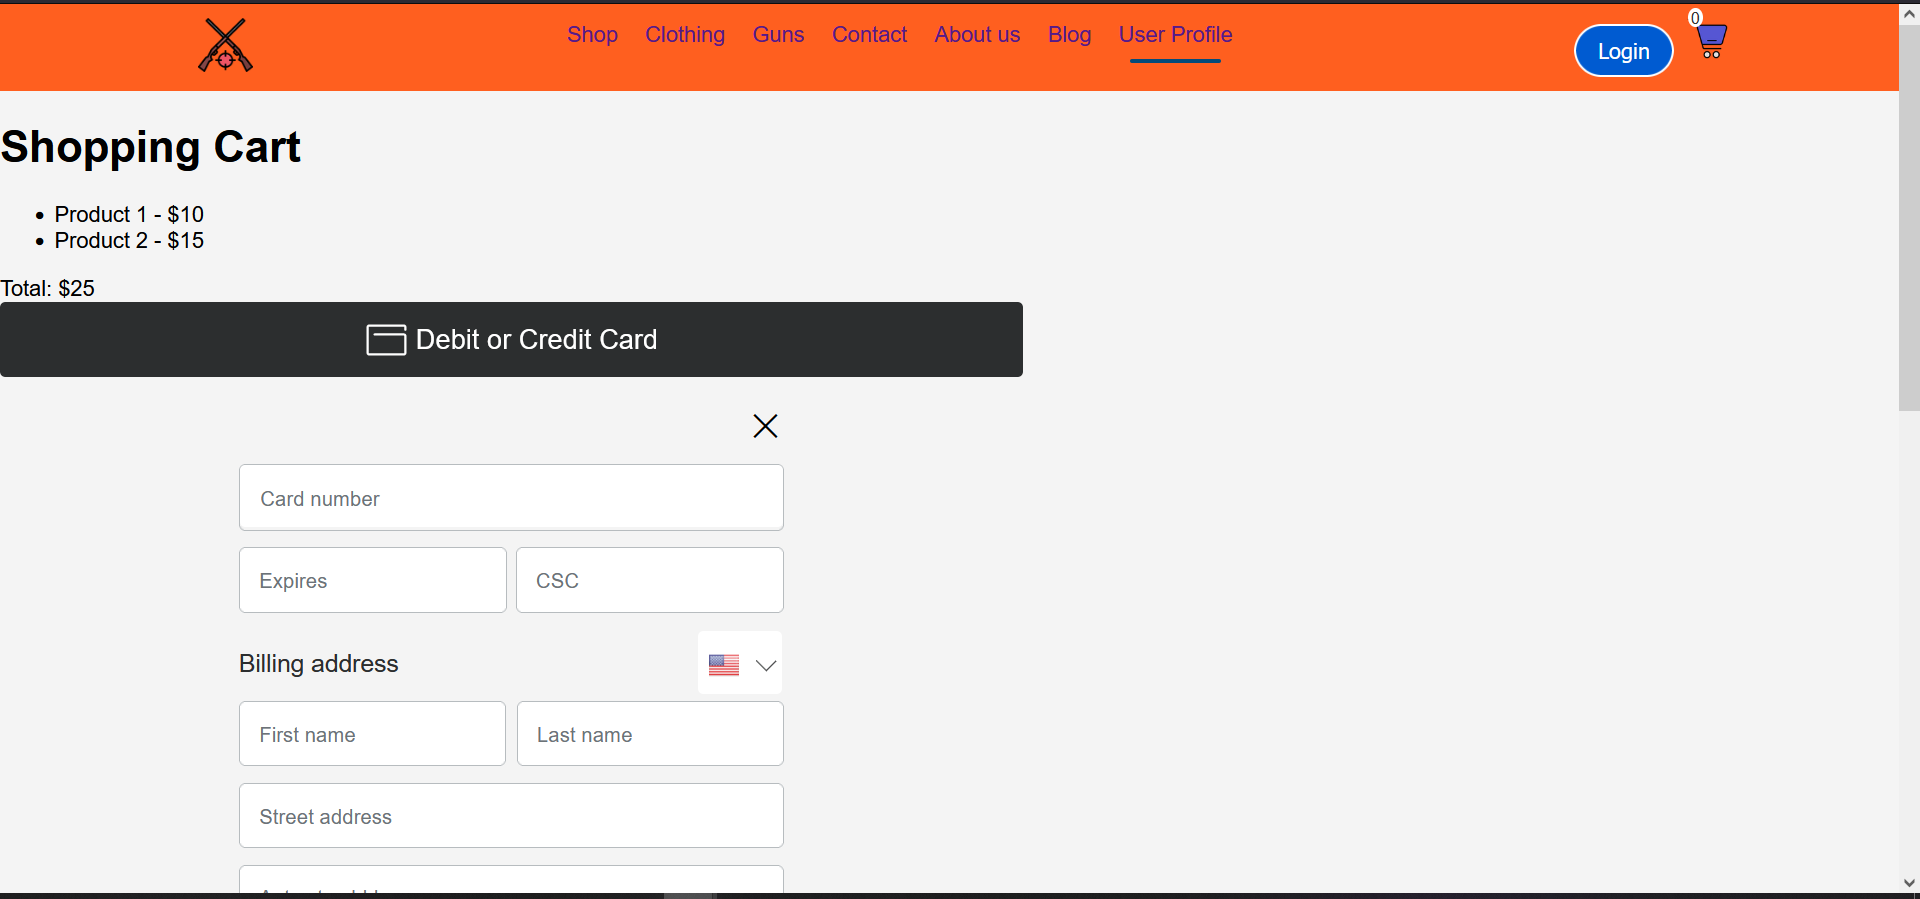 Shop Clothing Guns Contact About us Blog User Profile
Login
0
Shopping Cart
Product 1 - $10
Product 2 - $15
Total: $25
Debit or Credit Card
Card number
Expires CSC
Billing address
First name Last name
Street address